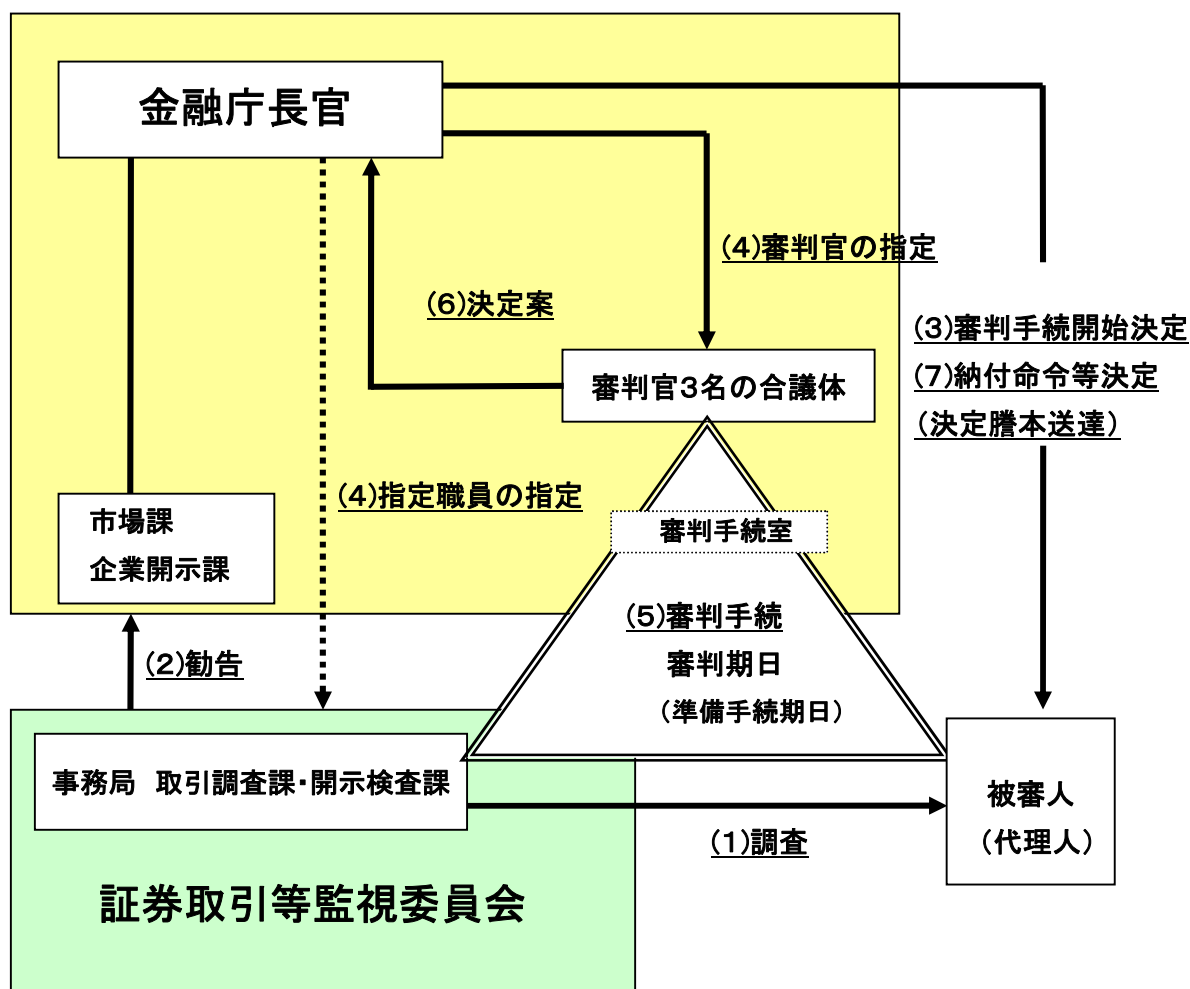 金融庁長官
(4)審判官の指定
(6)決定案
(3)審判手続開始決定
(7)納付命令等決定
（決定謄本送達）
審判官3名の合議体
(4)指定職員の指定
市場課
企業開示課
審判手続室
(5)審判手続
審判期日
（準備手続期日）
(2)勧告
事務局　取引調査課・開示検査課
被審人
（代理人）
(1)調査
証券取引等監視委員会